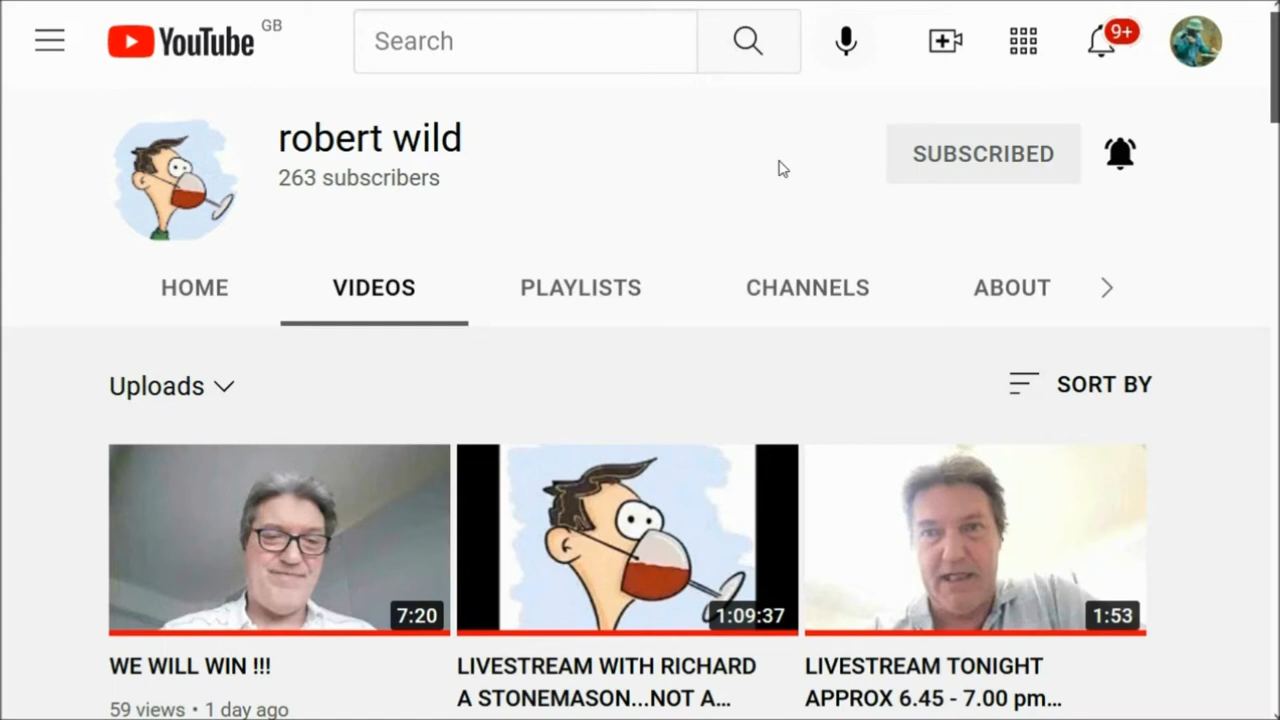 YouTube GB
Search
9+
robert wild
263 subscribers
SUBSCRIBED
HOME VIDEOS PLAYLISTS CHANNELS ABOUT
Uploads
SORT BY
7:20
1:09:37
1:53
WE WILL WIN !!!
59 views • 1 day ago
LIVESTREAM WITH RICHARD
A STONEMASON...NOT A...
LIVESTREAM TONIGHT
APPROX 6.45 - 7.00 pm...